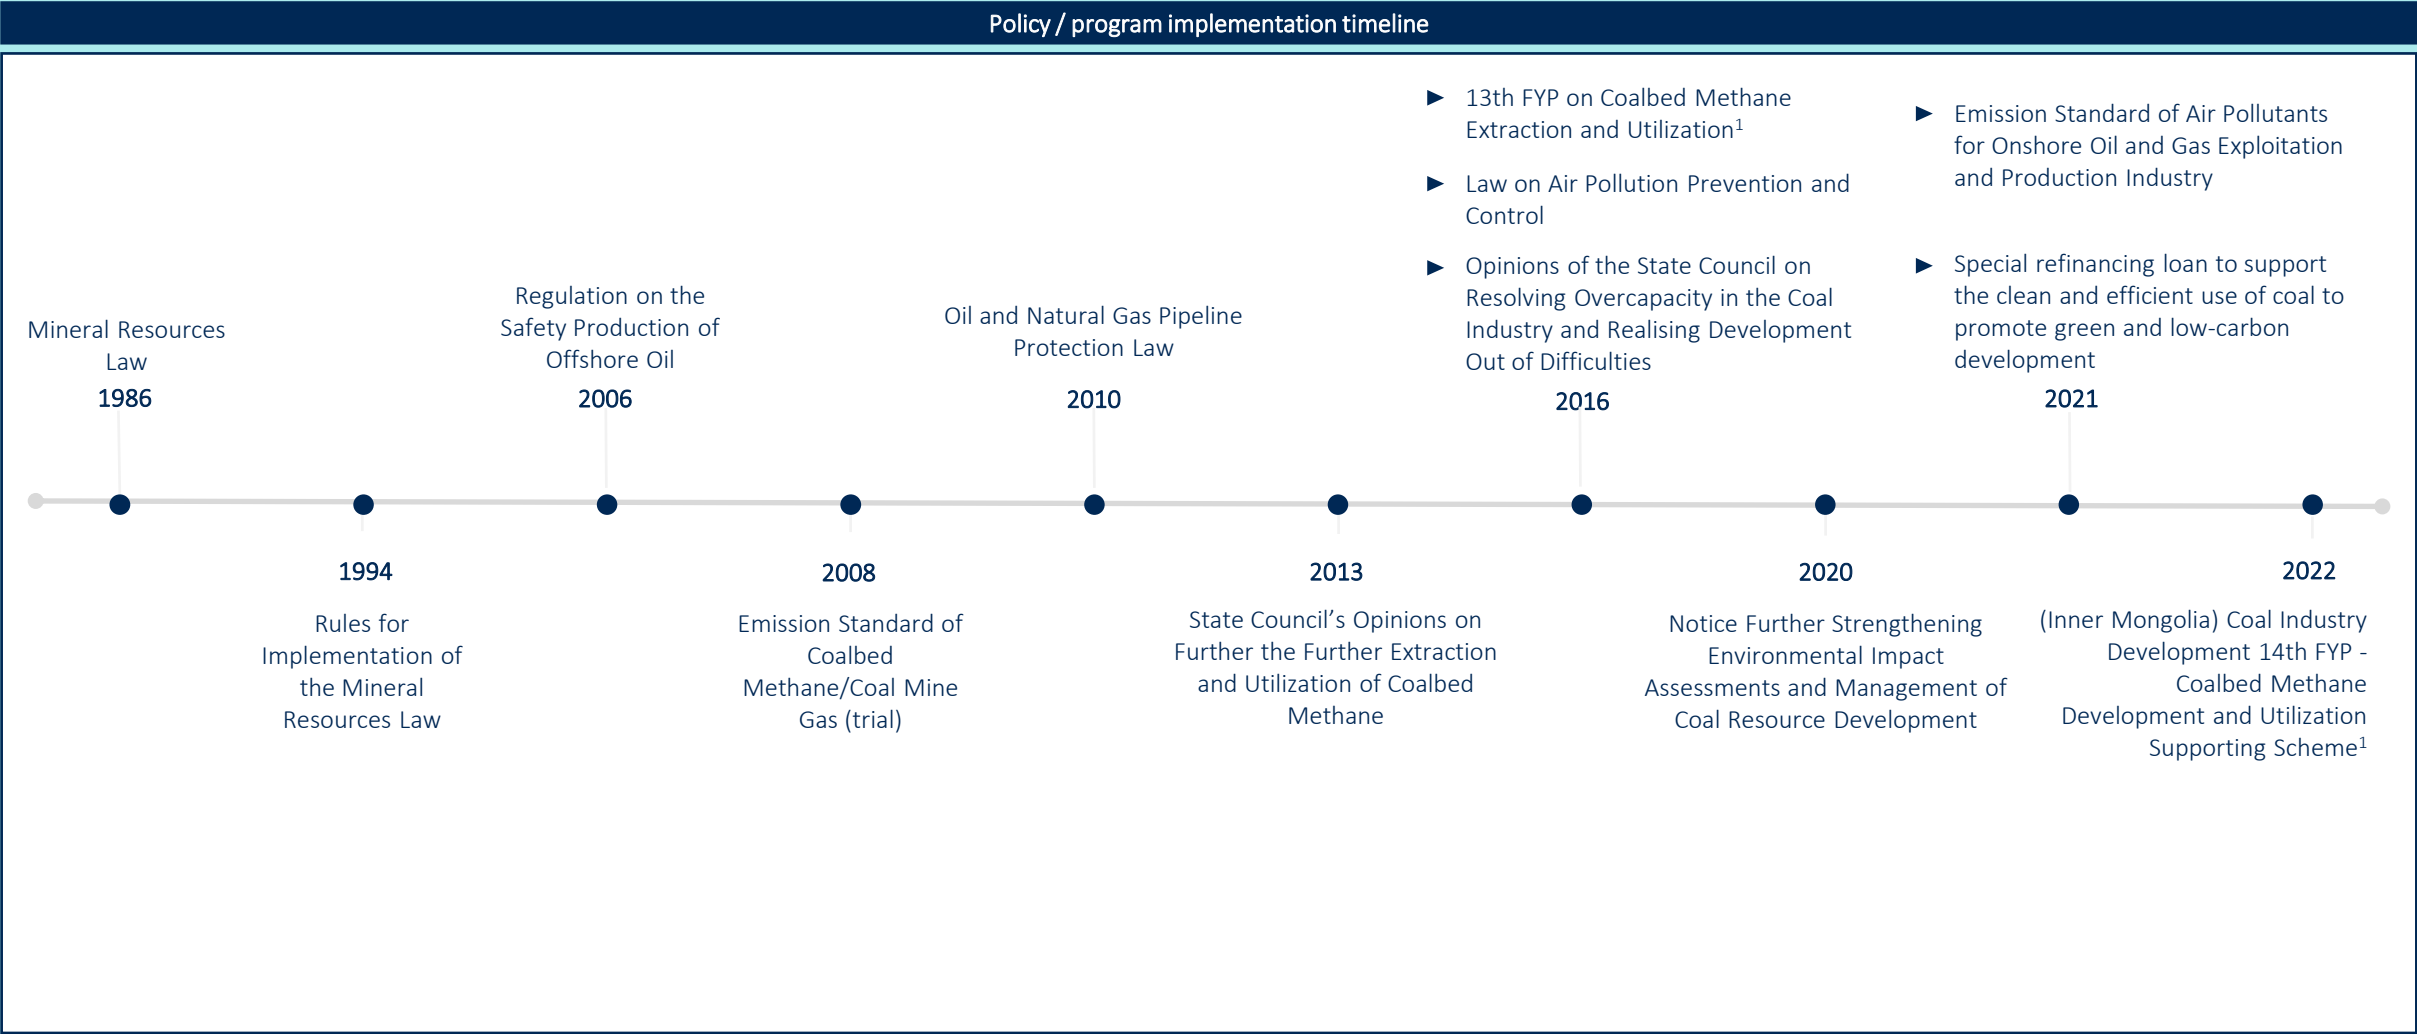 Policy / program implementation timeline
Mineral Resources
Law
1986
Regulation on the
Safety Production of
Offshore Oil
2006
Oil and Natural Gas Pipeline
Protection Law
2010
► 13th FYP on Coalbed Methane
Extraction and Utilization¹
► Law on Air Pollution Prevention and
Control
► Opinions of the State Council on
Resolving Overcapacity in the Coal
Industry and Realising Development
Out of Difficulties
2016
► Emission Standard of Air Pollutants
for Onshore Oil and Gas Exploitation
and Production Industry
► Special refinancing loan to support
the clean and efficient use of coal to
promote green and low-carbon
development
2021
1994
Rules for
Implementation of
the Mineral
Resources Law
2008
Emission Standard of
Coalbed
Methane/Coal Mine
Gas (trial)
2013
State Council’s Opinions on
Further the Further Extraction
and Utilization of Coalbed
Methane
2020
Notice Further Strengthening
Environmental Impact
Assessments and Management of
Coal Resource Development
2022
(Inner Mongolia) Coal Industry
Development 14th FYP -
Coalbed Methane
Development and Utilization
Supporting Scheme¹